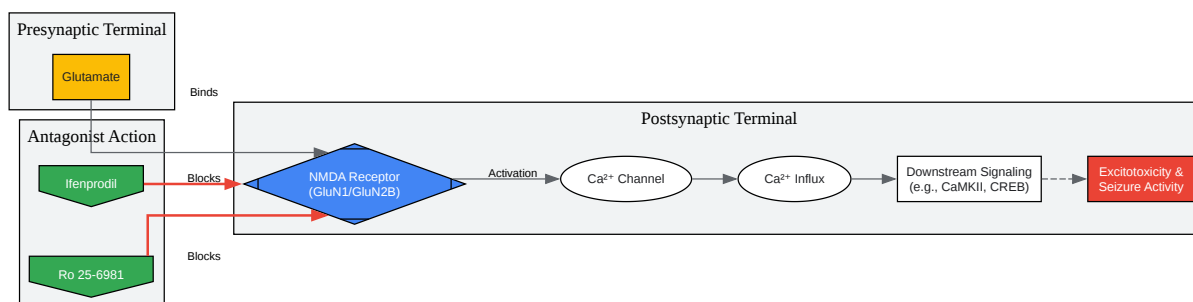 Presynaptic Terminal
Glutamate
Binds
Antagonist Action
Ifenprodil
Blocks
Ro 25-6981
Blocks
Postsynaptic Terminal
NMDA Receptor
(GluN1/GluN2B)
Activation
Ca²⁺ Channel
Ca²⁺ Influx
Downstream Signaling
(e.g., CaMKII, CREB)
Excitotoxicity &
Seizure Activity